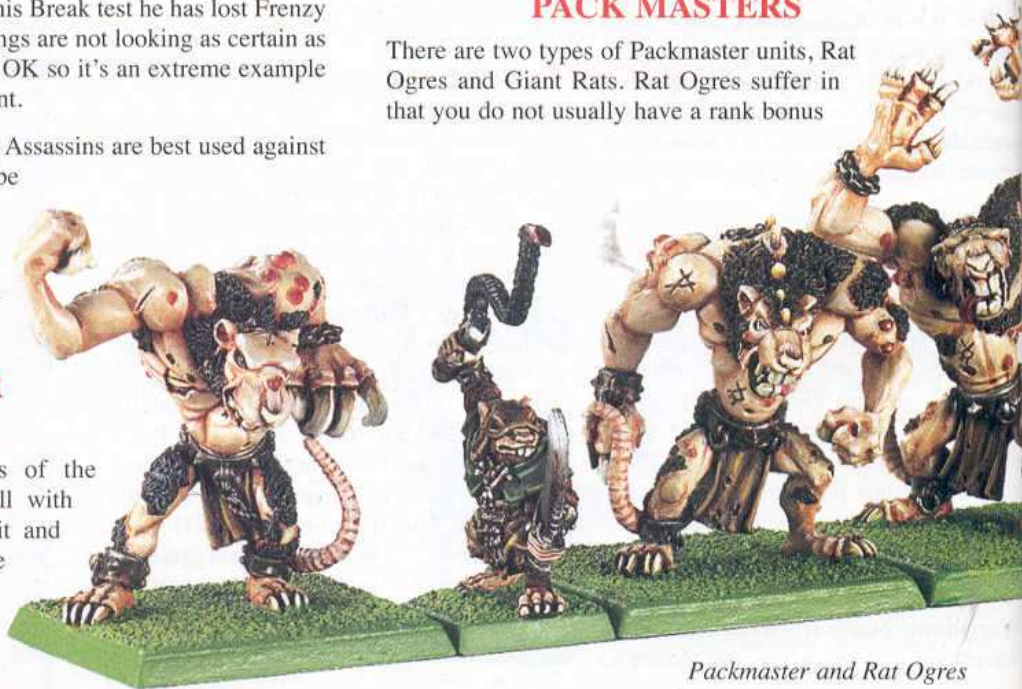 his Break test he has lost Frenzy
ngs are not looking as certain as
OK so it's an extreme example
nt.
Assassins are best used against
be
s of the
ll with
it and
e
PACK MASTERS
There are two types of Packmaster units, Rat
Ogres and Giant Rats. Rat Ogres suffer in
that you do not usually have a rank bonus
Packmaster and Rat Ogres